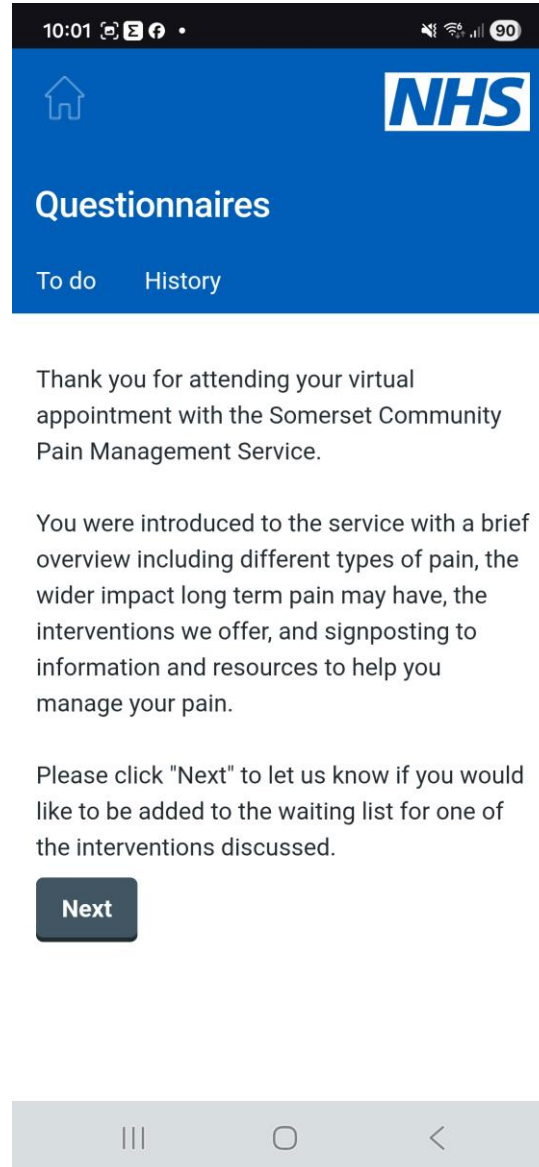 10:01
90
NHS
Questionnaires
To do History
Thank you for attending your virtual
appointment with the Somerset Community
Pain Management Service.
You were introduced to the service with a brief
overview including different types of pain, the
wider impact long term pain may have, the
interventions we offer, and signposting to
information and resources to help you
manage your pain.
Please click "Next" to let us know if you would
like to be added to the waiting list for one of
the interventions discussed.
Next